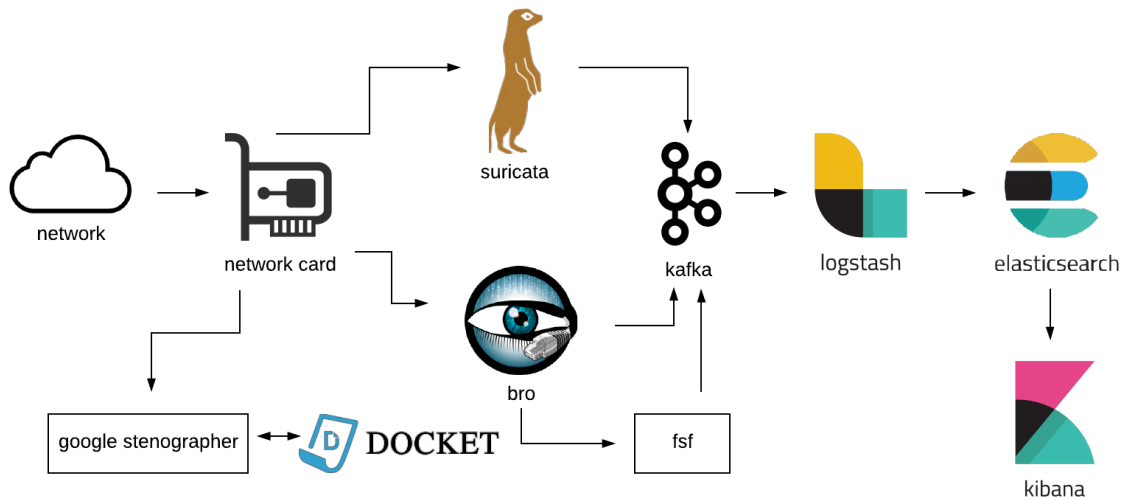 suricata
network
network card
kafka
logstash
elasticsearch
bro
google stenographer
D
DOCKET
fsf
kibana